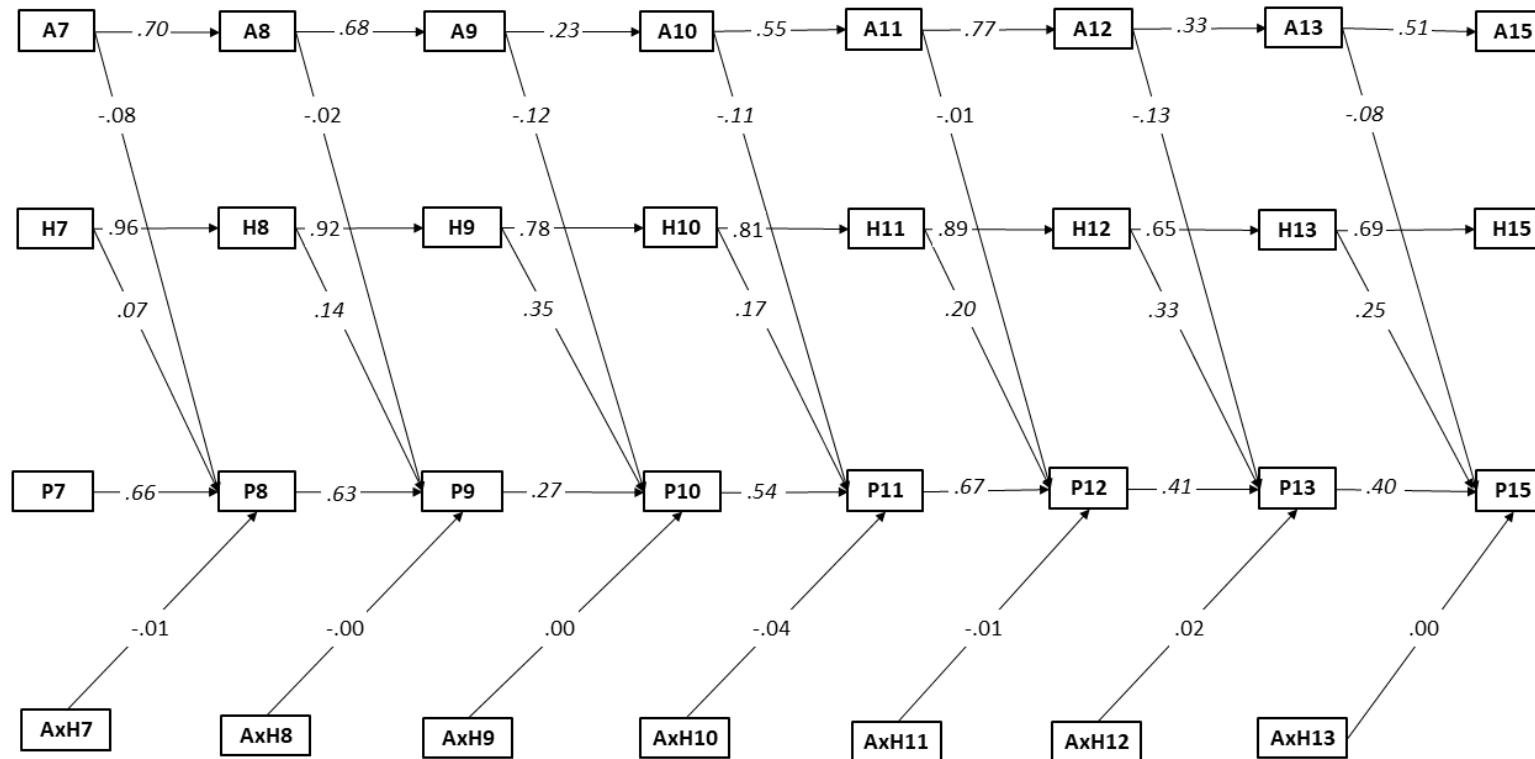 A7 .70 A8 .68 A9 .23 A10 .55 A11 .77 A12 .33 A13 .51 A15
-.08 -.02 -.12 -.11 -.01 -.13 -.08
H7 .96 H8 .92 H9 .78 H10 .81 H11 .89 H12 .65 H13 .69 H15
.07 .14 .35 .17 .20 .33 .25
P7 .66 P8 .63 P9 .27 P10 .54 P11 .67 P12 .41 P13 .40 P15
-.01 -.00 .00 -.04 -.01 .02 .00
AxH7 AxH8 AxH9 AxH10 AxH11 AxH12 AxH13